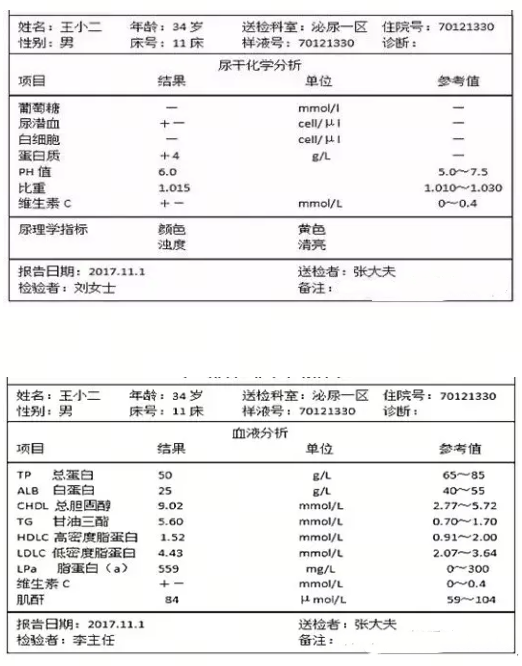 姓名：王小二 年龄：34 岁 送检科室：泌尿一区 住院号：70121330
性别：男 床号：11 床 样液号：70121330 诊断：
尿干化学分析
项目 结果 单位 参考值
葡萄糖 — mmol/l —
尿潜血 +— cell/μl —
白细胞 — cell/μl —
蛋白质 +4 g/L —
PH 值 6.0 5.0～7.5
比重 1.015 1.010～1.030
维生素 C +— mmol/L 0～0.4
尿理学指标 颜色 黄色
浊度 清亮
报告日期：2017.11.1 送检者：张大夫
检验者：刘女士 备注：
姓名：王小二 年龄：34 岁 送检科室：泌尿一区 住院号：70121330
性别：男 床号：11 床 样液号：70121330 诊断：
血液分析
项目 结果 单位 参考值
TP 总蛋白 50 g/L 65～85
ALB 白蛋白 25 g/L 40～55
CHDL 总胆固醇 9.02 mmol/L 2.77～5.72
TG 甘油三酯 5.60 mmol/L 0.70～1.70
HDLC 高密度脂蛋白 1.52 mmol/L 0.91～2.00
LDLC 低密度脂蛋白 4.43 mmol/L 2.07～3.64
LPa 脂蛋白（a） 559 mg/L 0～300
维生素 C +— mmol/L 0～0.4
肌酐 84 μmol/L 59～104
报告日期：2017.11.1 送检者：张大夫
检验者：李主任 备注：